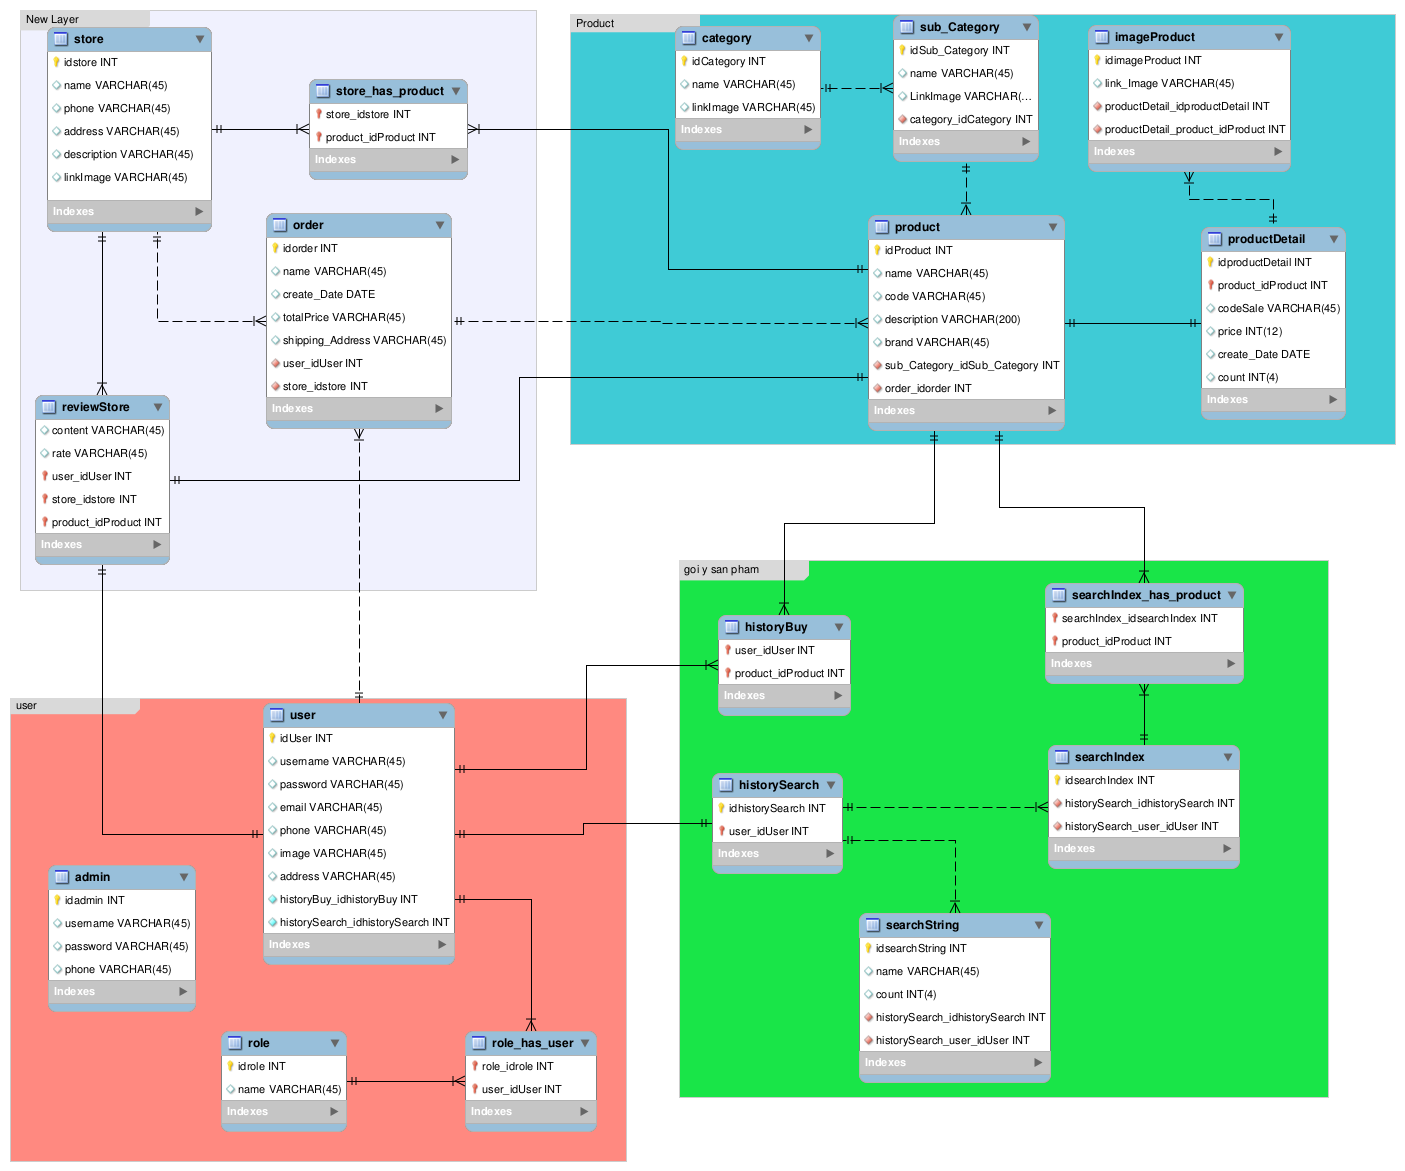 New Layer
store
idstore INT
name VARCHAR(45)
phone VARCHAR(45)
address VARCHAR(45)
description VARCHAR(45)
linkImage VARCHAR(45)
Indexes
store_has_product
store_idstore INT
product_idProduct INT
Indexes
order
idorder INT
name VARCHAR(45)
create_Date DATE
totalPrice VARCHAR(45)
shipping_Address VARCHAR(45)
user_idUser INT
store_idstore INT
Indexes
reviewStore
content VARCHAR(45)
rate VARCHAR(45)
user_idUser INT
store_idstore INT
product_idProduct INT
Indexes
Product
category
idCategory INT
name VARCHAR(45)
linkImage VARCHAR(45)
Indexes
sub_Category
idSub_Category INT
name VARCHAR(45)
LinkImage VARCHAR(...
category_idCategory INT
Indexes
imageProduct
idimageProduct INT
link_Image VARCHAR(45)
productDetail_idproductDetail INT
productDetail_product_idProduct INT
Indexes
product
idProduct INT
name VARCHAR(45)
code VARCHAR(45)
description VARCHAR(200)
brand VARCHAR(45)
sub_Category_idSub_Category INT
order_idorder INT
Indexes
productDetail
idproductDetail INT
product_idProduct INT
codeSale VARCHAR(45)
price INT(12)
create_Date DATE
count INT(4)
Indexes
user
user
idUser INT
username VARCHAR(45)
password VARCHAR(45)
email VARCHAR(45)
phone VARCHAR(45)
image VARCHAR(45)
address VARCHAR(45)
historyBuy_idhistoryBuy INT
historySearch_idhistorySearch INT
Indexes
admin
idadmin INT
username VARCHAR(45)
password VARCHAR(45)
phone VARCHAR(45)
Indexes
role
idrole INT
name VARCHAR(45)
Indexes
role_has_user
role_idrole INT
user_idUser INT
Indexes
goi y san pham
historyBuy
user_idUser INT
product_idProduct INT
Indexes
searchIndex_has_product
searchIndex_idsearchIndex INT
product_idProduct INT
Indexes
historySearch
idhistorySearch INT
user_idUser INT
Indexes
searchIndex
idsearchIndex INT
historySearch_idhistorySearch INT
historySearch_user_idUser INT
Indexes
searchString
idsearchString INT
name VARCHAR(45)
count INT(4)
historySearch_idhistorySearch INT
historySearch_user_idUser INT
Indexes